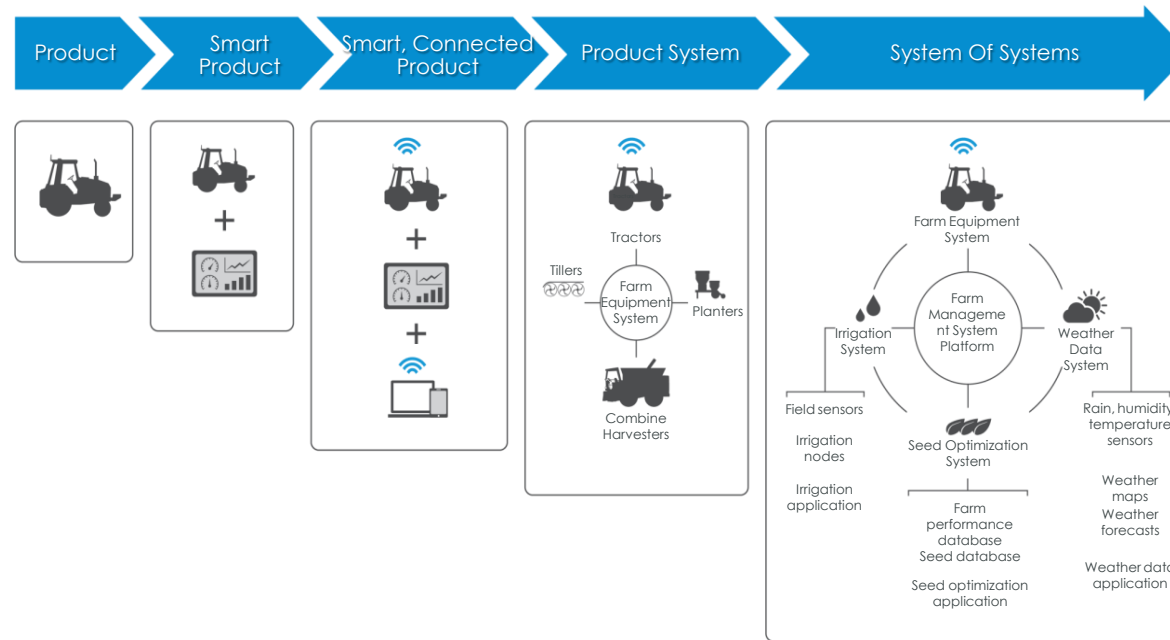 Product
Smart
Product
Smart, Connected
Product
Product System
System Of Systems
Tractors
Tillers
Farm
Equipment
System
Planters
Combine
Harvesters
Farm Equipment
System
Farm
Manageme
nt System
Platform
Irrigation
System
Weather
Data
System
Field sensors
Irrigation
nodes
Irrigation
application
Seed Optimization
System
Farm
performance
database
Seed database
Seed optimization
application
Rain, humidity,
temperature
sensors
Weather
maps
Weather
forecasts
Weather data
application